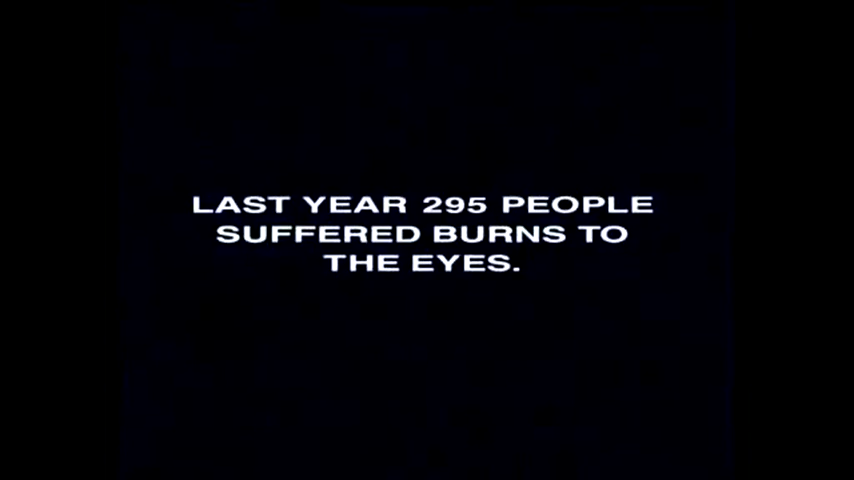 LAST YEAR 295 PEOPLE
SUFFERED BURNS TO
THE EYES.